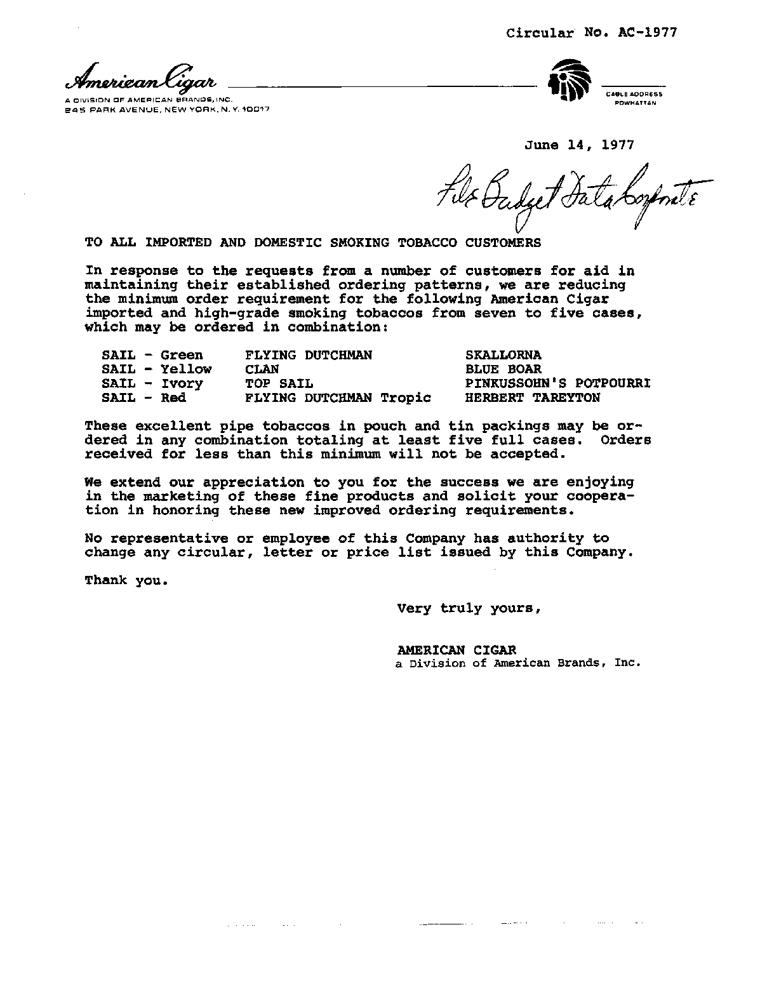 Circular No. AC-1977
American Cigar
A DIVISION OF AMERICAN BRANDS, INC.
245 PARK AVENUE, NEW YORK, N.Y. 10017
CABLE ADDRESS
POWHATTAN
June 14, 1977
File Budget Data Corporate
TO ALL IMPORTED AND DOMESTIC SMOKING TOBACCO CUSTOMERS
In response to the requests from a number of customers for aid in
maintaining their established ordering patterns, we are reducing
the minimum order requirement for the following American Cigar
imported and high-grade smoking tobaccos from seven to five cases,
which may be ordered in combination:
SAIL - Green FLYING DUTCHMAN SKALLORNA
SAIL - Yellow CLAN BLUE BOAR
SAIL - Ivory TOP SAIL PINKUSSOHN'S POTPOURRI
SAIL - Red FLYING DUTCHMAN Tropic HERBERT TAREYTON
These excellent pipe tobaccos in pouch and tin packings may be or-
dered in any combination totaling at least five full cases. Orders
received for less than this minimum will not be accepted.
We extend our appreciation to you for the success we are enjoying
in the marketing of these fine products and solicit your coopera-
tion in honoring these new improved ordering requirements.
No representative or employee of this Company has authority to
change any circular, letter or price list issued by this Company.
Thank you.
Very truly yours,
AMERICAN CIGAR
a Division of American Brands, Inc.